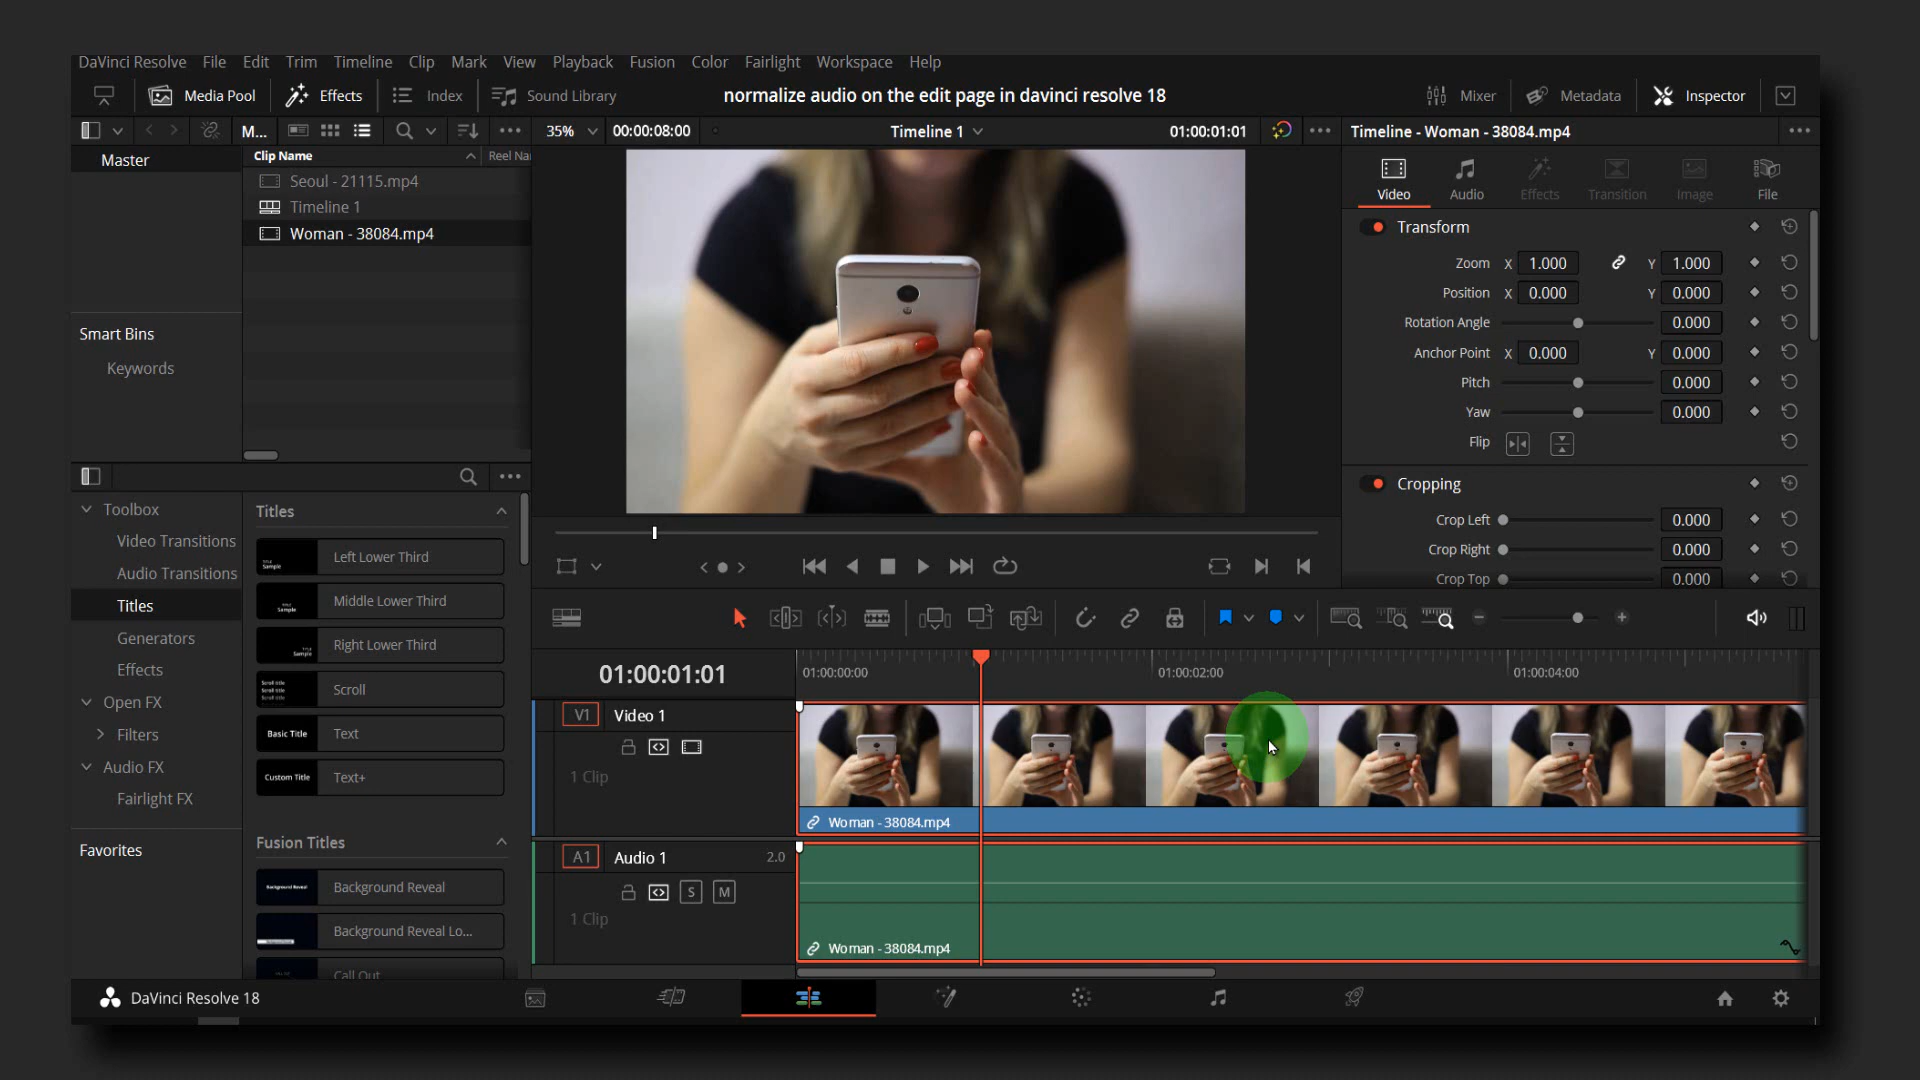 DaVinci Resolve File Edit Trim Timeline Clip Mark View Playback Fusion Color Fairlight Workspace Help
Media Pool Effects Index Sound Library normalize audio on the edit page in davinci resolve 18 Mixer Metadata Inspector
M... 35% 00:00:08:00 Timeline 1 01:00:01:01 Timeline - Woman - 38084.mp4
Master
Clip Name Reel Na
Seoul - 21115.mp4
Timeline 1
Woman - 38084.mp4
Smart Bins
Keywords
Video Audio Effects Transition Image File
Transform
Zoom X 1.000 Y 1.000
Position X 0.000 Y 0.000
Rotation Angle 0.000
Anchor Point X 0.000 Y 0.000
Pitch 0.000
Yaw 0.000
Flip
Cropping
Crop Left 0.000
Crop Right 0.000
Crop Top 0.000
Toolbox
Video Transitions
Audio Transitions
Titles
Generators
Effects
Open FX
Filters
Audio FX
Fairlight FX
Favorites
Titles
Sample Left Lower Third
Sample Middle Lower Third
Sample Right Lower Third
Scroll
Basic Title Text
Custom Title Text+
Fusion Titles
Background Reveal Background Reveal
Background Reveal Lo...
Call Out
01:00:01:01 01:00:00:00 01:00:02:00 01:00:04:00
V1 Video 1
1 Clip
Woman - 38084.mp4
A1 Audio 1 2.0
S M
1 Clip
Woman - 38084.mp4
DaVinci Resolve 18